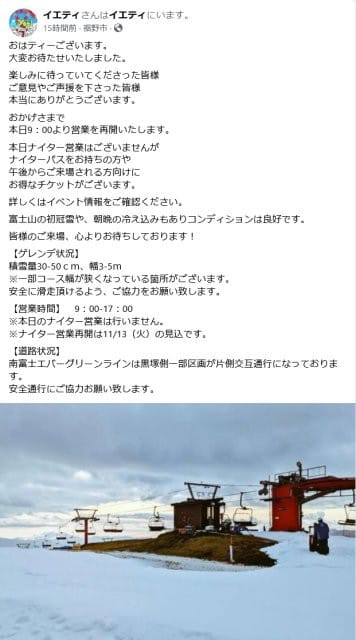 イエティさんはイエティにいます。
15時間前・裾野市・
おはティーございます。
大変お待たせいたしました。
楽しみに待っていてくださった皆様
ご意見やご声援を下さった皆様
本当にありがとうございます。
おかげさまで
本日9：00より営業を再開いたします。
本日ナイター営業はございませんが
ナイターパスをお持ちの方や
午後からご来場される方向けに
お得なチケットがございます。
詳しくはイベント情報をご確認ください。
富士山の初冠雪や、朝晩の冷え込みもありコンディションは良好です。
皆様のご来場、心よりお待ちしております！
【ゲレンデ状況】
積雪量30-50ｃｍ、幅3-5m
※一部コース幅が狭くなっている箇所がございます。
安全に滑走頂けるよう、ご協力をお願い致します。
【営業時間】　9：00-17：00
※本日のナイター営業は行いません。
※ナイター営業再開は11/13（火）の見込です。
【道路状況】
南富士エバーグリーンラインは黒塚側一部区画が片側交互通行になっておりま
す。
安全通行にご協力お願い致します。